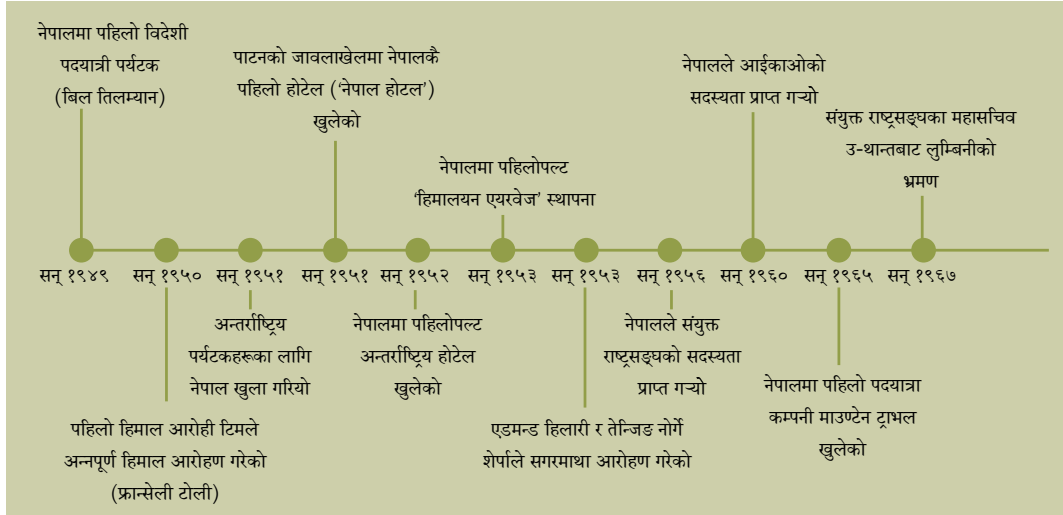 नेपालमा पहिलो विदेशी
पदयात्री पर्यटक
(बिल तिलम्यान)
पाटनको जावलाखेलमा नेपालकै
पहिलो होटेल (‘नेपाल होटल’)
खुलेको
नेपालमा पहिलोपल्ट
‘हिमालयन एयरवेज’ स्थापना
नेपालले आईकाओको
सदस्यता प्राप्त गऱ्यो
संयुक्त राष्ट्रसङ्घका महासचिव
उ-थान्तबाट लुम्बिनीको
भ्रमण
सन् १९४९ सन् १९५० सन् १९५१ सन् १९५१ सन् १९५२ सन् १९५३ सन् १९५३ सन् १९५६ सन् १९६० सन् १९६५ सन् १९६७
पहिलो हिमाल आरोही टिमले
अन्नपूर्ण हिमाल आरोहण गरेको
(फ्रान्सेली टोली)
अन्तर्राष्ट्रिय
पर्यटकहरूका लागि
नेपाल खुला गरियो
नेपालमा पहिलोपल्ट
अन्तर्राष्ट्रिय होटेल
खुलेको
एडमन्ड हिलारी र तेन्जिङ नोर्गे
शेर्पाले सगरमाथा आरोहण गरेको
नेपालले संयुक्त
राष्ट्रसङ्घको सदस्यता
प्राप्त गऱ्यो
नेपालमा पहिलो पदयात्रा
कम्पनी माउण्टेन ट्राभल
खुलेको